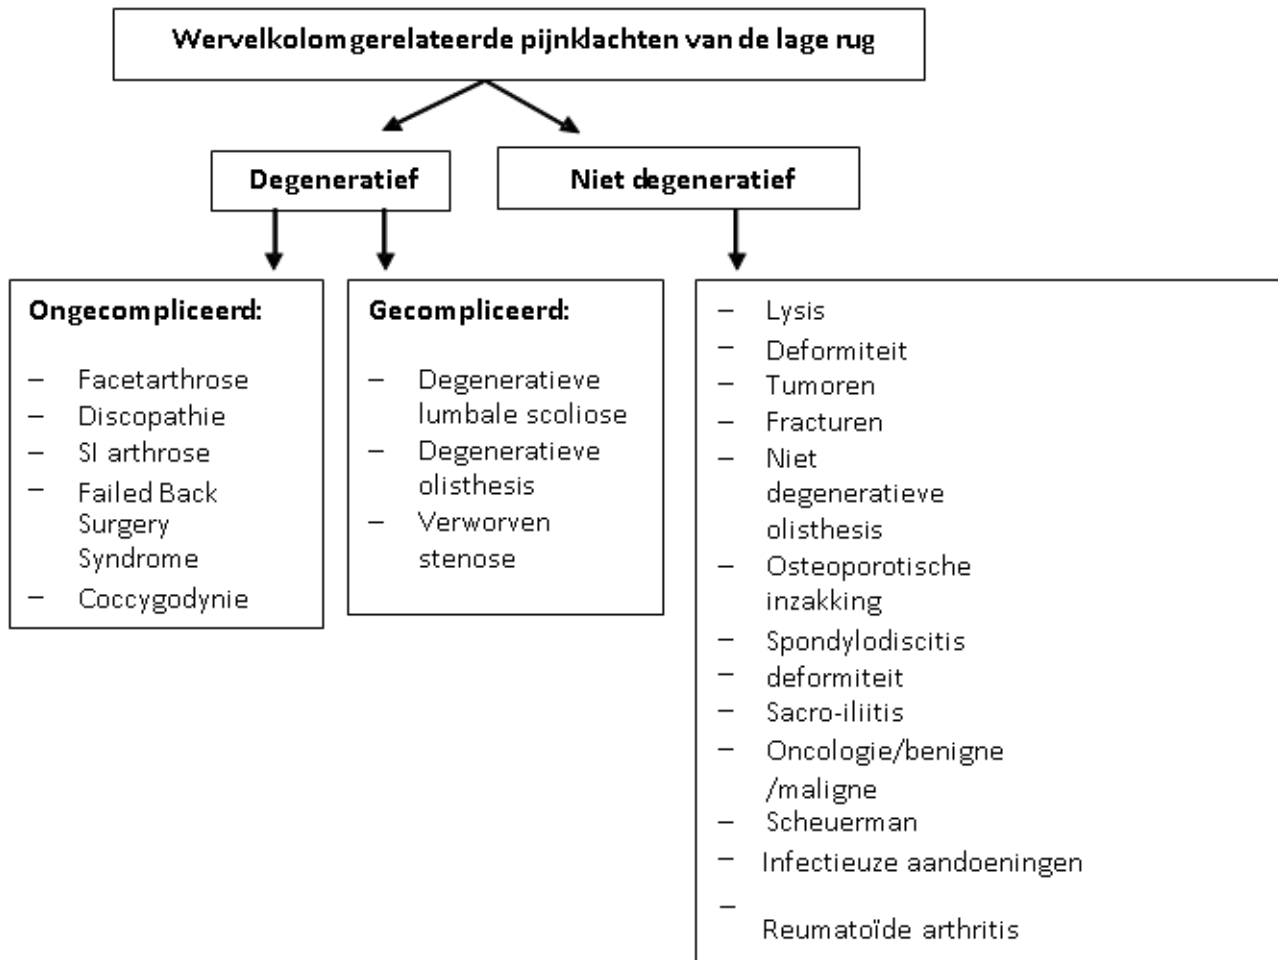 Wervelkolomgerelateerde pijnklachten van de lage rug
Degeneratief
Niet degeneratief
Ongecompliceerd:
– Facetarthrose
– Discopathie
– SI arthrose
– Failed Back
Surgery
Syndrome
– Coccygodynie
Gecompliceerd:
– Degeneratieve
lumbale scoliose
– Degeneratieve
olisthesis
– Verworven
stenose
– Lysis
– Deformiteit
– Tumoren
– Fracturen
– Niet
degeneratieve
olisthesis
– Osteoporotische
inzakking
– Spondylodiscitis
– deformiteit
– Sacro-iliitis
– Oncologie/benigne
/maligne
– Scheuerman
– Infectieuze aandoeningen
–
Reumatoïde arthritis